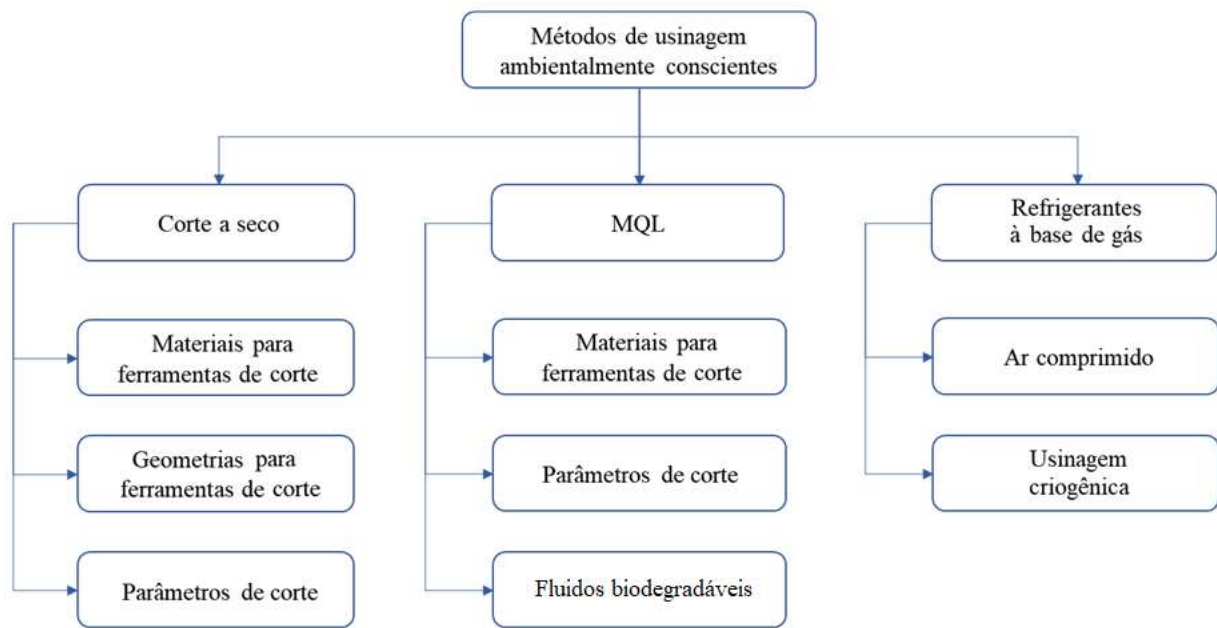 Métodos de usinagem
ambientalmente conscientes
Corte a seco
MQL
Refrigerantes
à base de gás
Materiais para
ferramentas de corte
Materiais para
ferramentas de corte
Ar comprimido
Geometrias para
ferramentas de corte
Parâmetros de corte
Usinagem
criogênica
Parâmetros de corte
Fluidos biodegradáveis